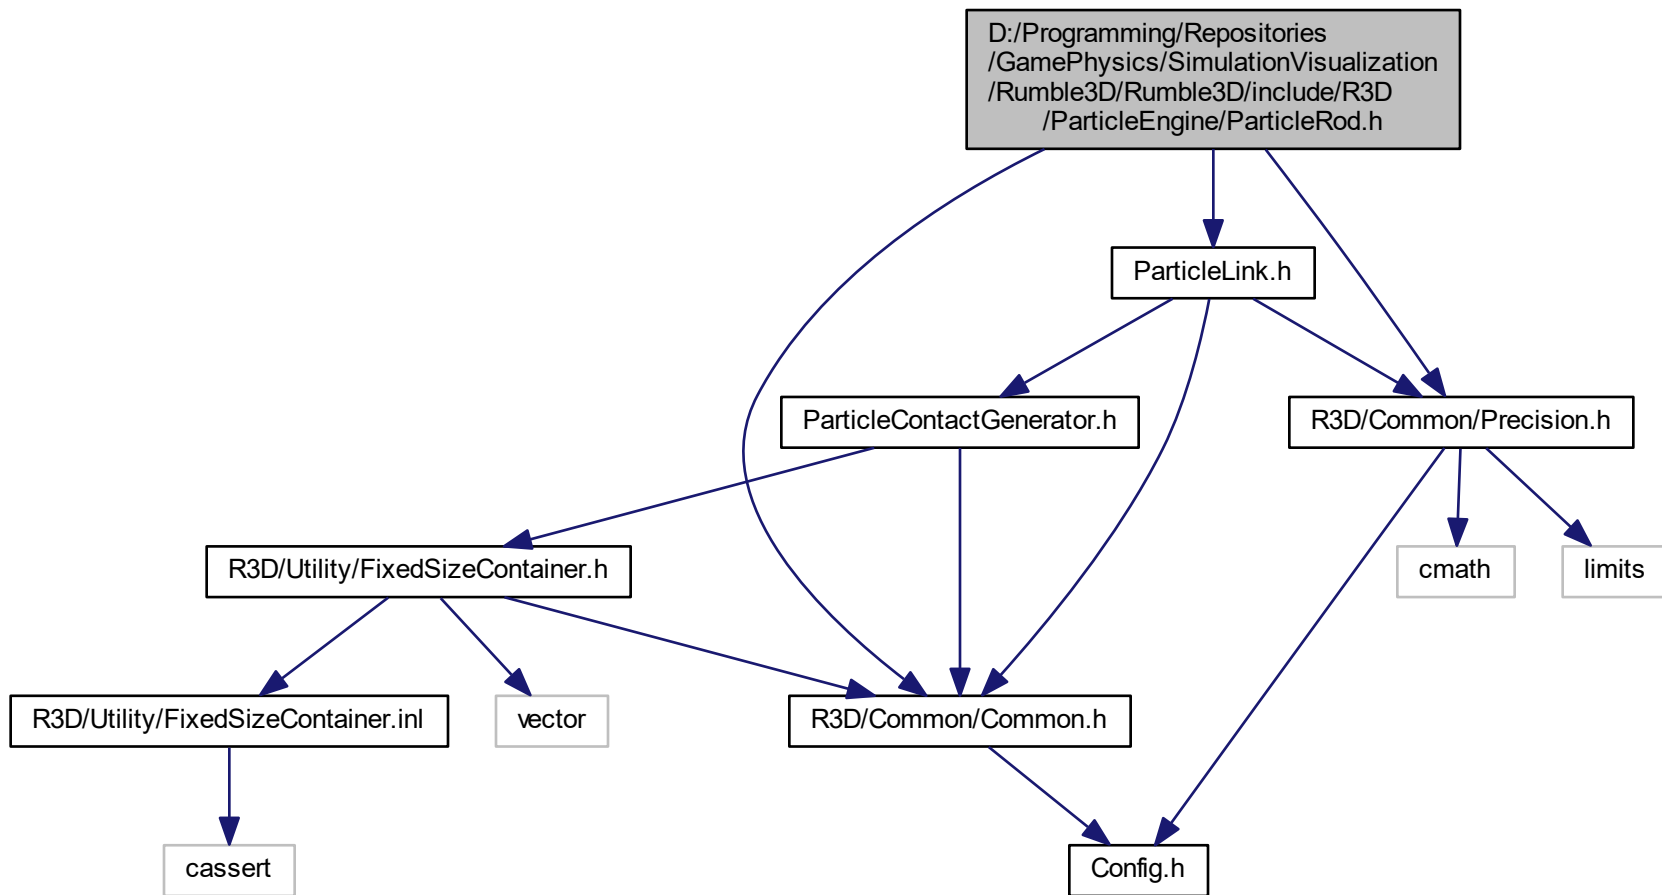 D:/Programming/Repositories
/GamePhysics/SimulationVisualization
/Rumble3D/Rumble3D/include/R3D
/ParticleEngine/ParticleRod.h
ParticleLink.h
ParticleContactGenerator.h
R3D/Common/Precision.h
R3D/Utility/FixedSizeContainer.h
cmath
limits
R3D/Utility/FixedSizeContainer.inl
vector
R3D/Common/Common.h
cassert
Config.h